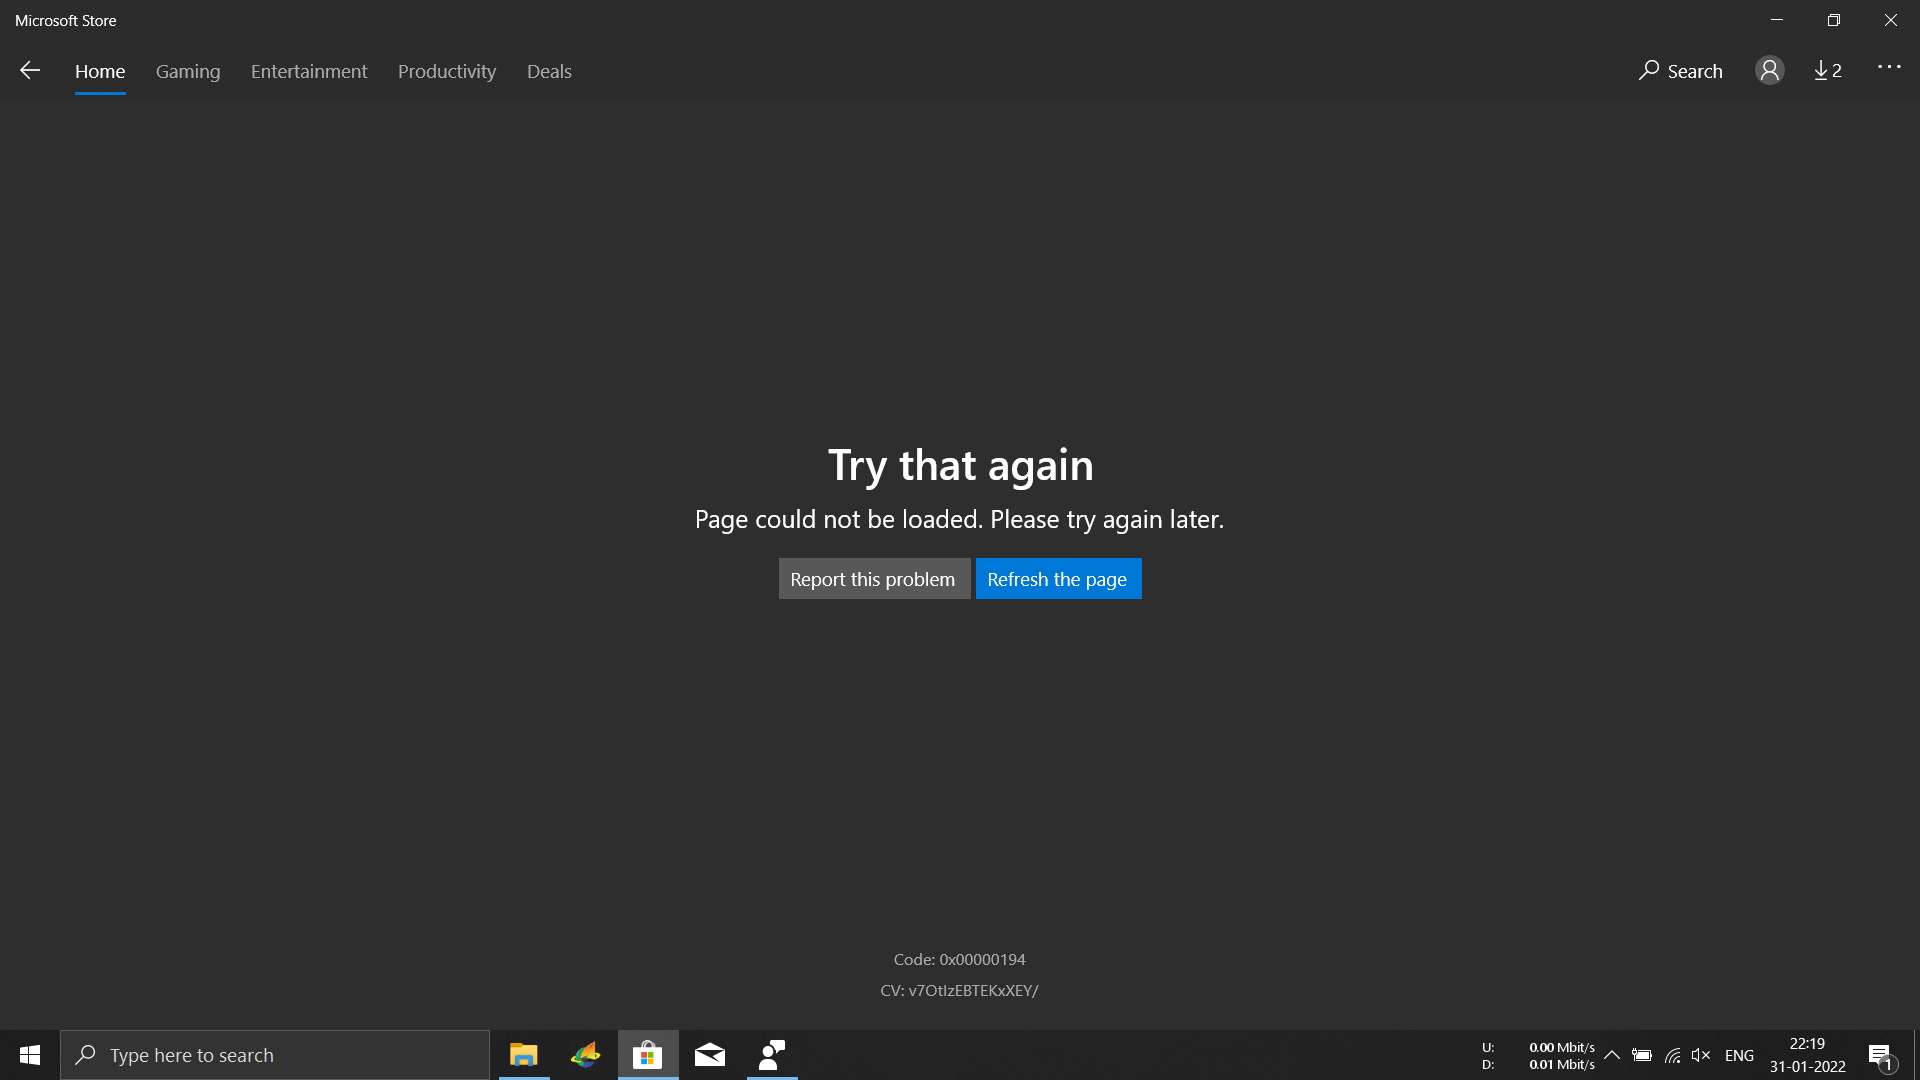 Microsoft Store
Home Gaming Entertainment Productivity Deals Search 2
Try that again
Page could not be loaded. Please try again later.
Report this problem Refresh the page
Code: 0x00000194
CV: v7OtIzEBTEKxXEY/
Type here to search
U: 0.00 Mbit/s
D: 0.01 Mbit/s
ENG
22:19
31-01-2022
1